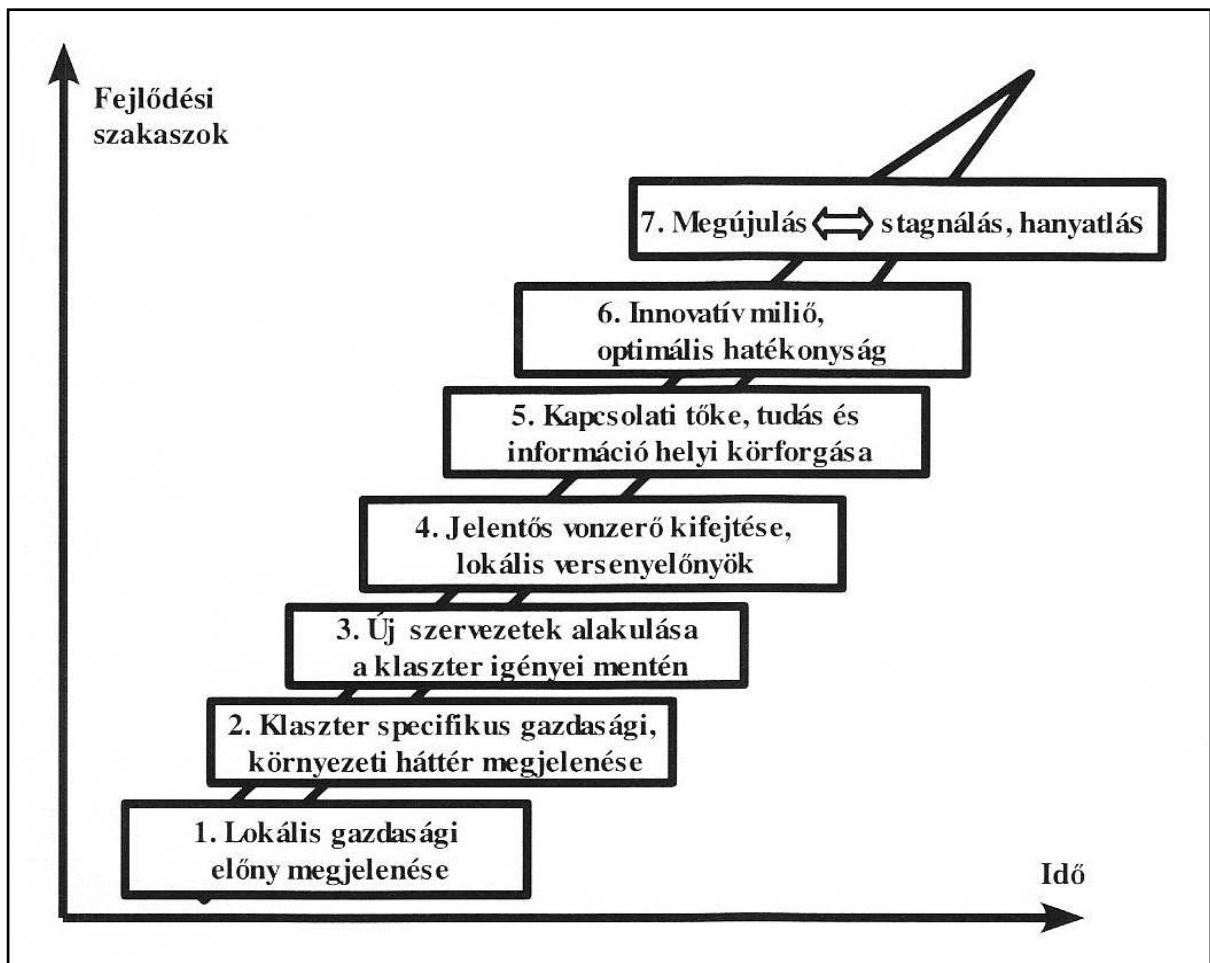 Fejlődési
szakaszok
7. Megújulás ⇔ stagnálás, hanyatlás
6. Innovatív milió,
optimális hatékonyság
5. Kapcsolati tőke, tudás és
információ helyi körforgása
4. Jelentős vonzerő kifejtése,
lokális versenyelőnyök
3. Új szervezetek alakulása
a klaszter igényei mentén
2. Klaszter specifikus gazdasági,
környezeti háttér megjelenése
1. Lokális gazdasági
előny megjelenése
Idő